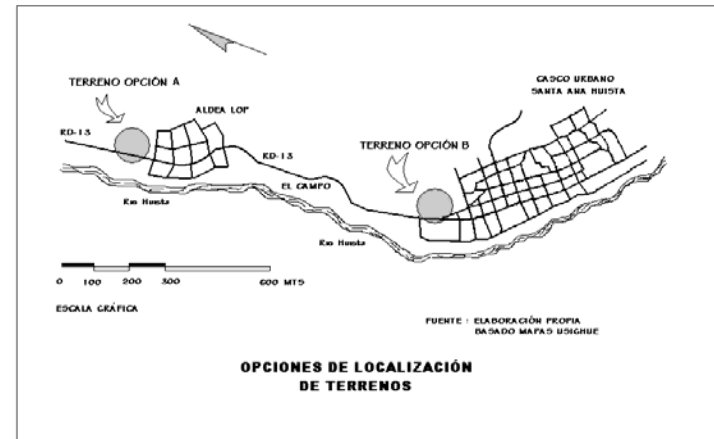 TERRENO OPCIÓN A
ALDEA LOP
CASCO URBANO
SANTA ANA HUISTA
RD-13
TERRENO OPCIÓN B
RD-13
EL CAMPO
Rio Huista
Rio Huista
0 100 200 300 600 MTS
ESCALA GRÁFICA
FUENTE : ELABORACIÓN PROPIA
BASADO MAPAS USIGHUE
OPCIONES DE LOCALIZACIÓN
DE TERRENOS